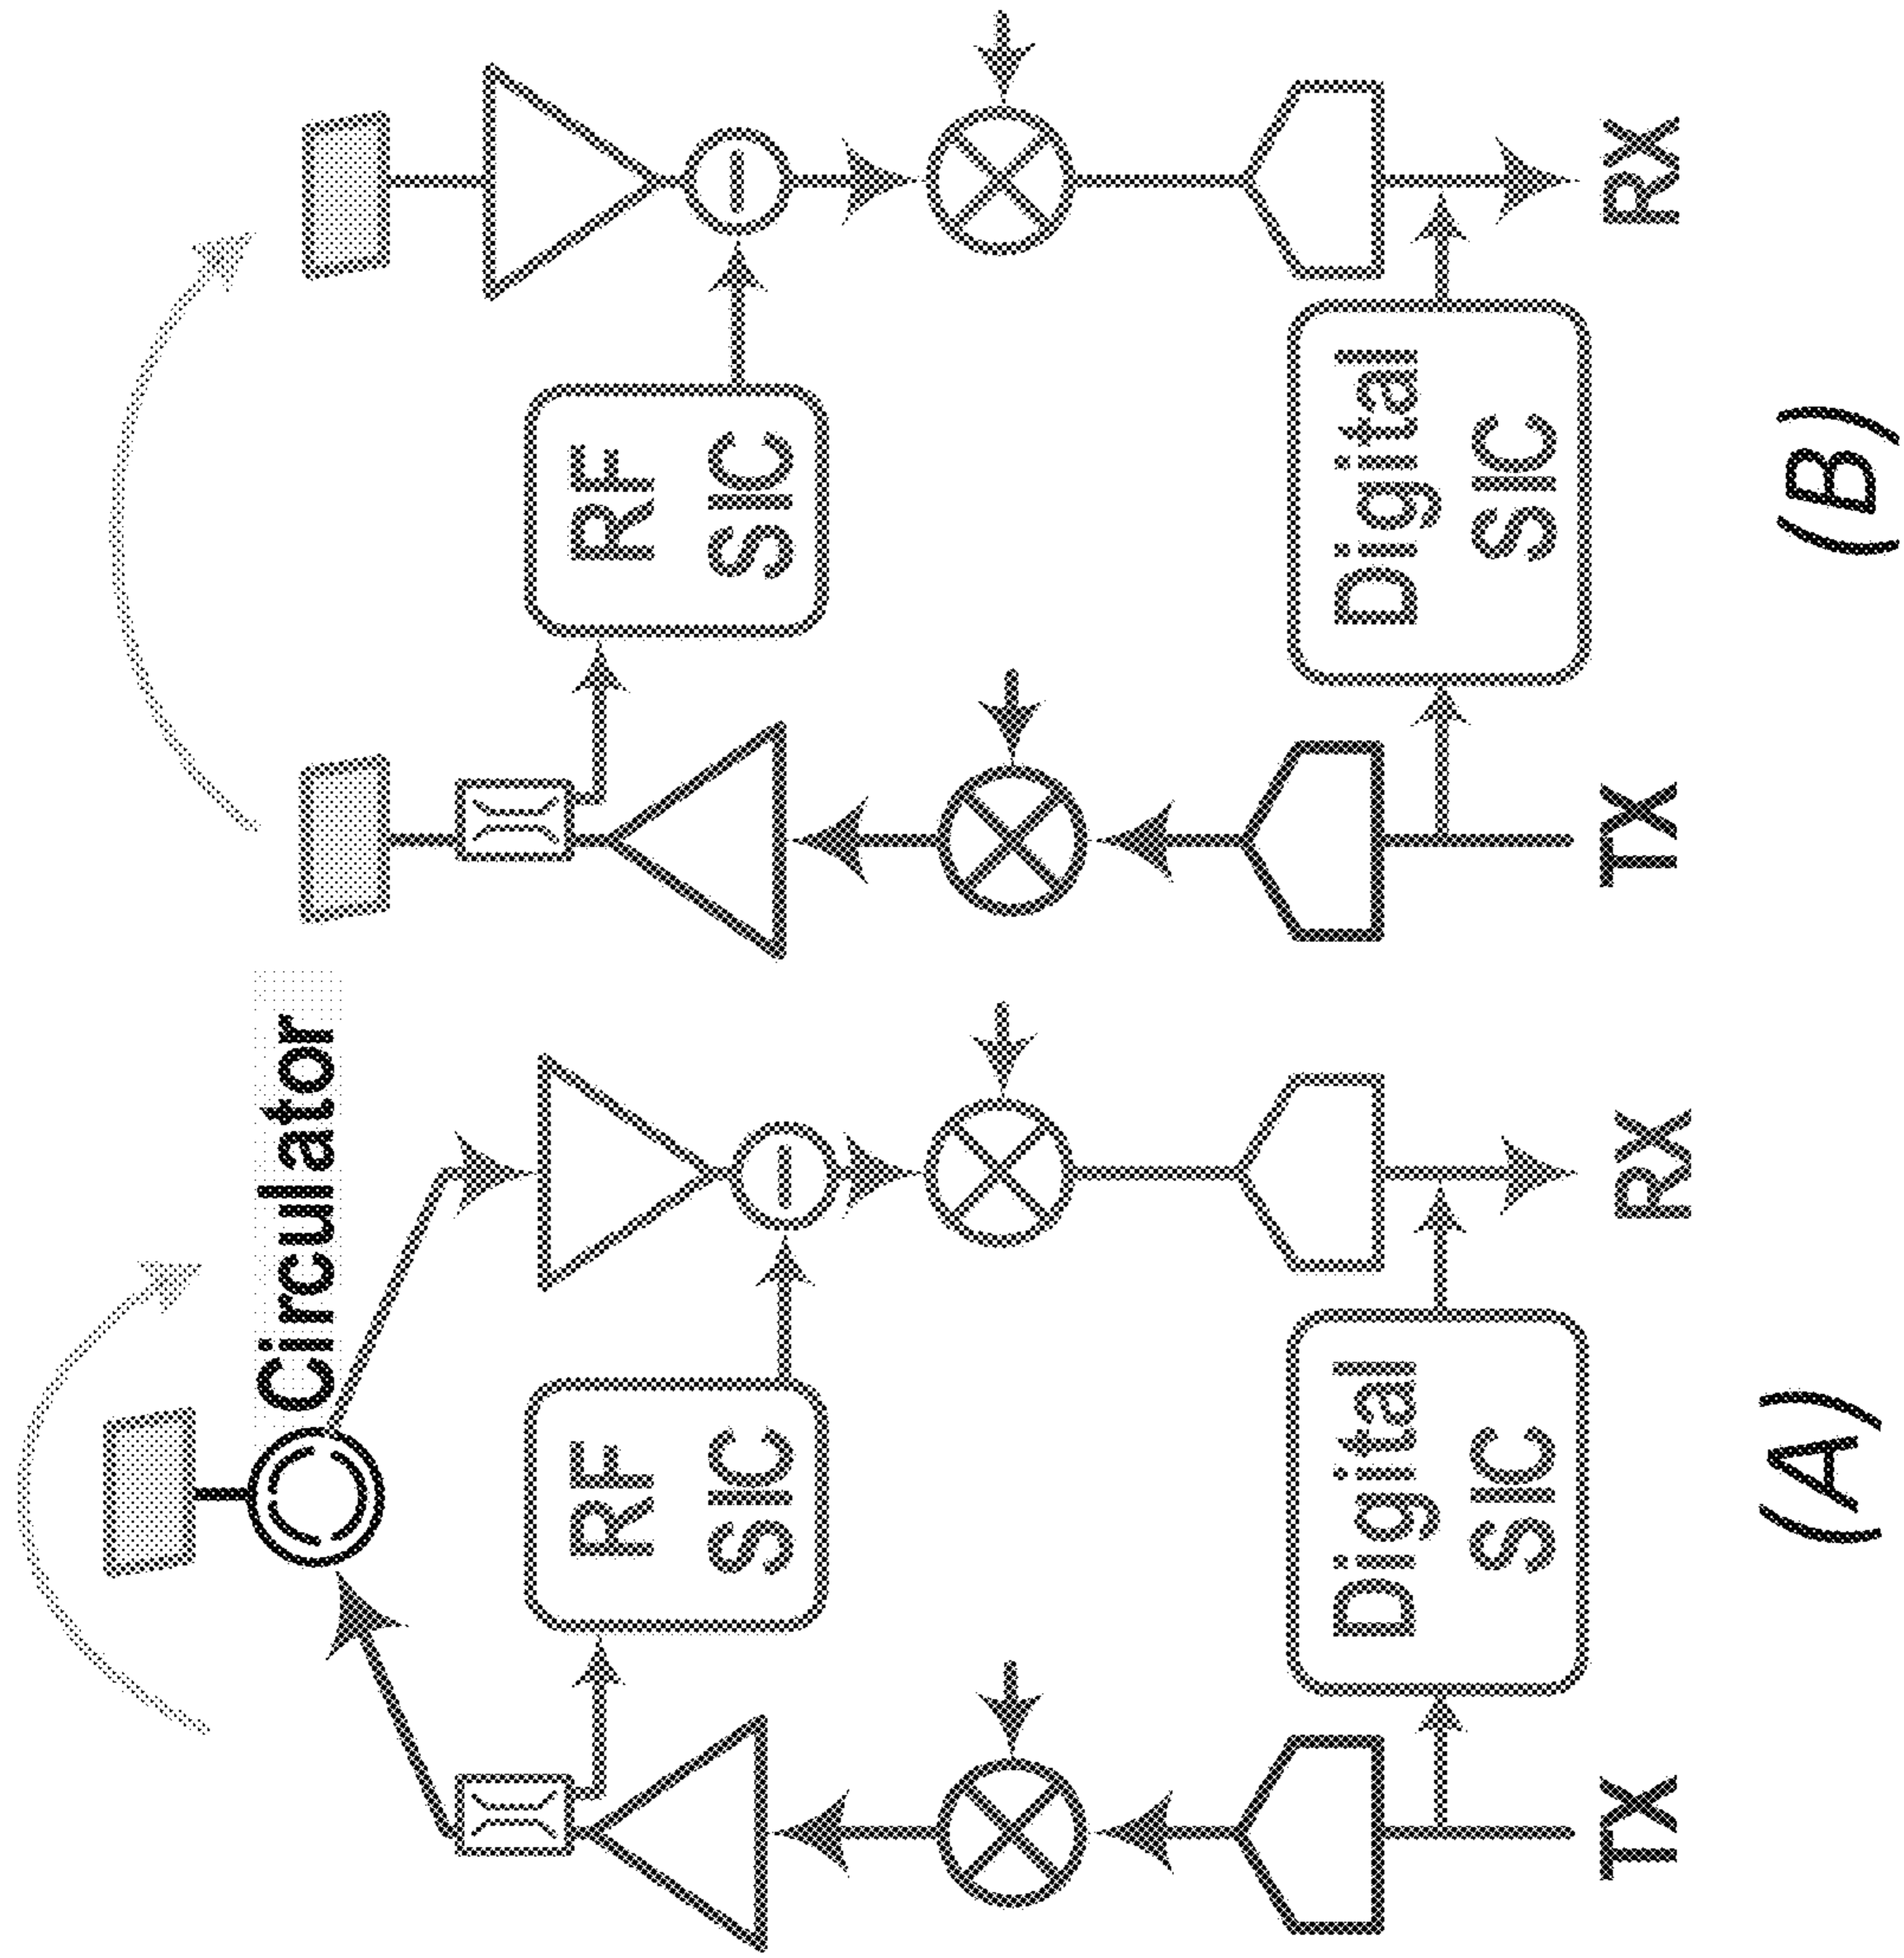 Circulator
RF
SIC
Digital
SIC
TX
RX
(A)
RF
SIC
Digital
SIC
TX
RX
(B)